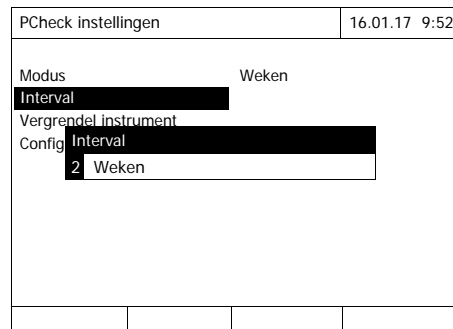 PCheck instellingen 16.01.17 9:52
Modus Weken
Interval
Vergrendel instrument
Config
Interval
2 Weken